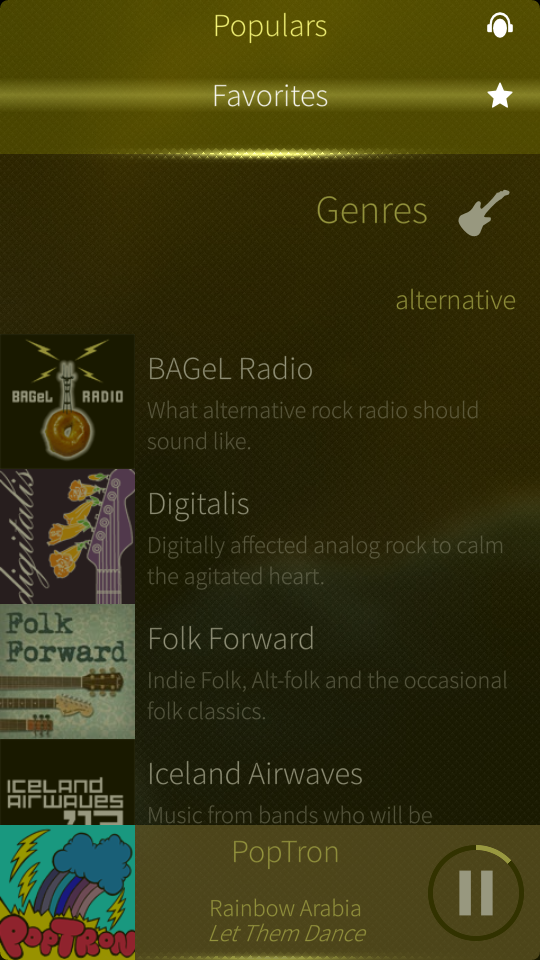 Populars
Favorites
Genres
alternative
BAGeL RADIO
BAGeL Radio
What alternative rock radio should
sound like.
digitalis
Digitalis
Digitally affected analog rock to calm
the agitated heart.
Folk
Forward
Folk Forward
Indie Folk, Alt-folk and the occasional
folk classics.
ICELAND
AIRWAVES
'13
Iceland Airwaves
Music from bands who will be
POPTRON
PopTron
Rainbow Arabia
Let Them Dance